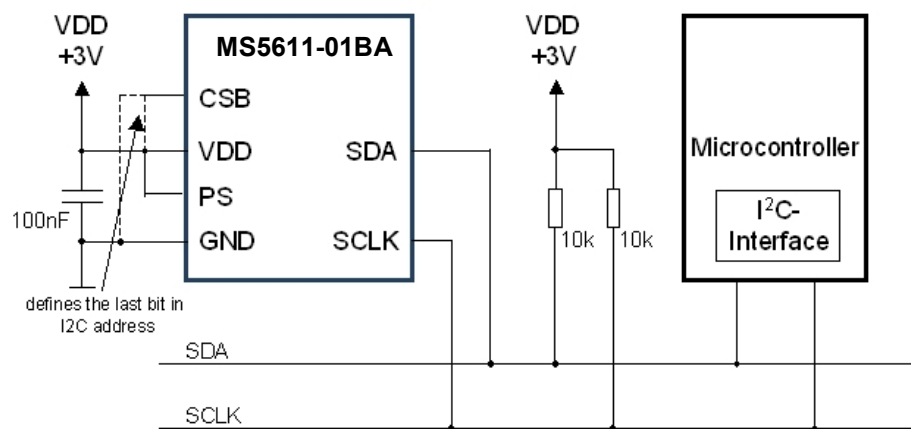 VDD
+3V
MS5611-01BA
CSB
VDD
PS
GND
SDA
SCLK
100nF
defines the last bit in
I2C address
VDD
+3V
10k
10k
Microcontroller
I²C-
Interface
SDA
SCLK